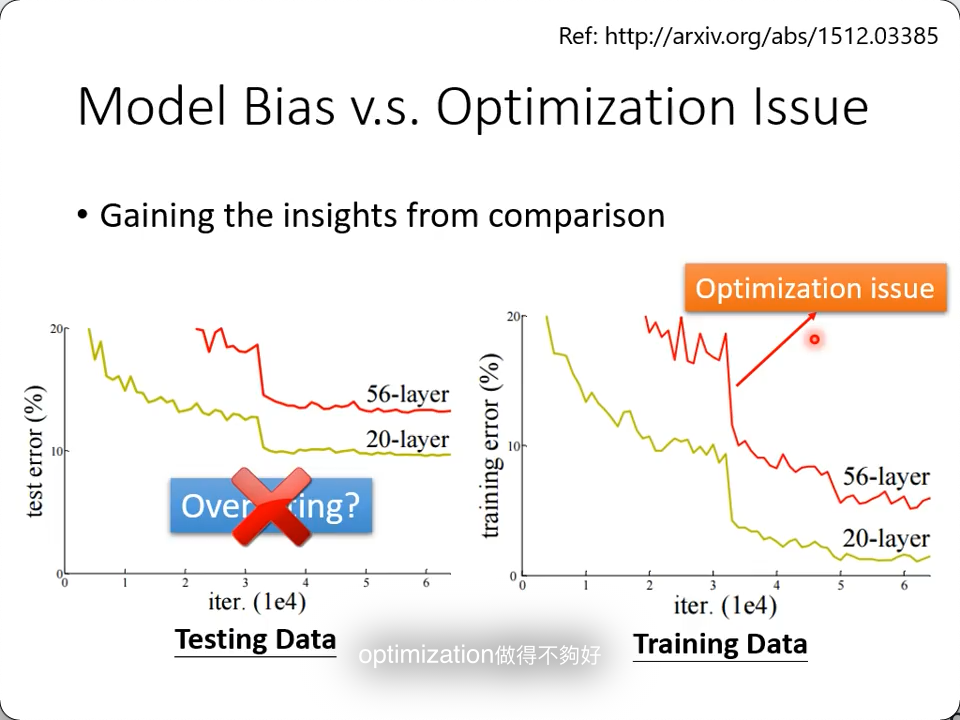 Ref: http://arxiv.org/abs/1512.03385
Model Bias v.s. Optimization Issue
• Gaining the insights from comparison
Optimization issue
test error (%)
20
10
0
0 1 2 3 4 5 6
iter. (1e4)
56-layer
20-layer
Testing Data
training error (%)
20
10
0
0 1 2 3 4 5 6
iter. (1e4)
56-layer
20-layer
Training Data
optimization做得不夠好